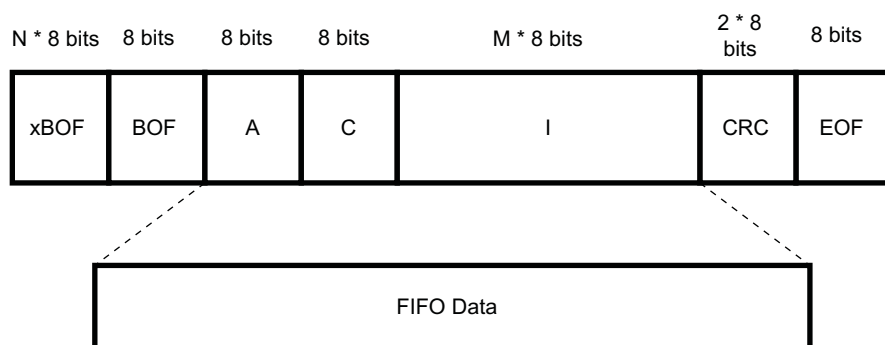 N * 8 bits
8 bits
8 bits
8 bits
M * 8 bits
2 * 8
bits
8 bits
xBOF
BOF
A
C
I
CRC
EOF
FIFO Data